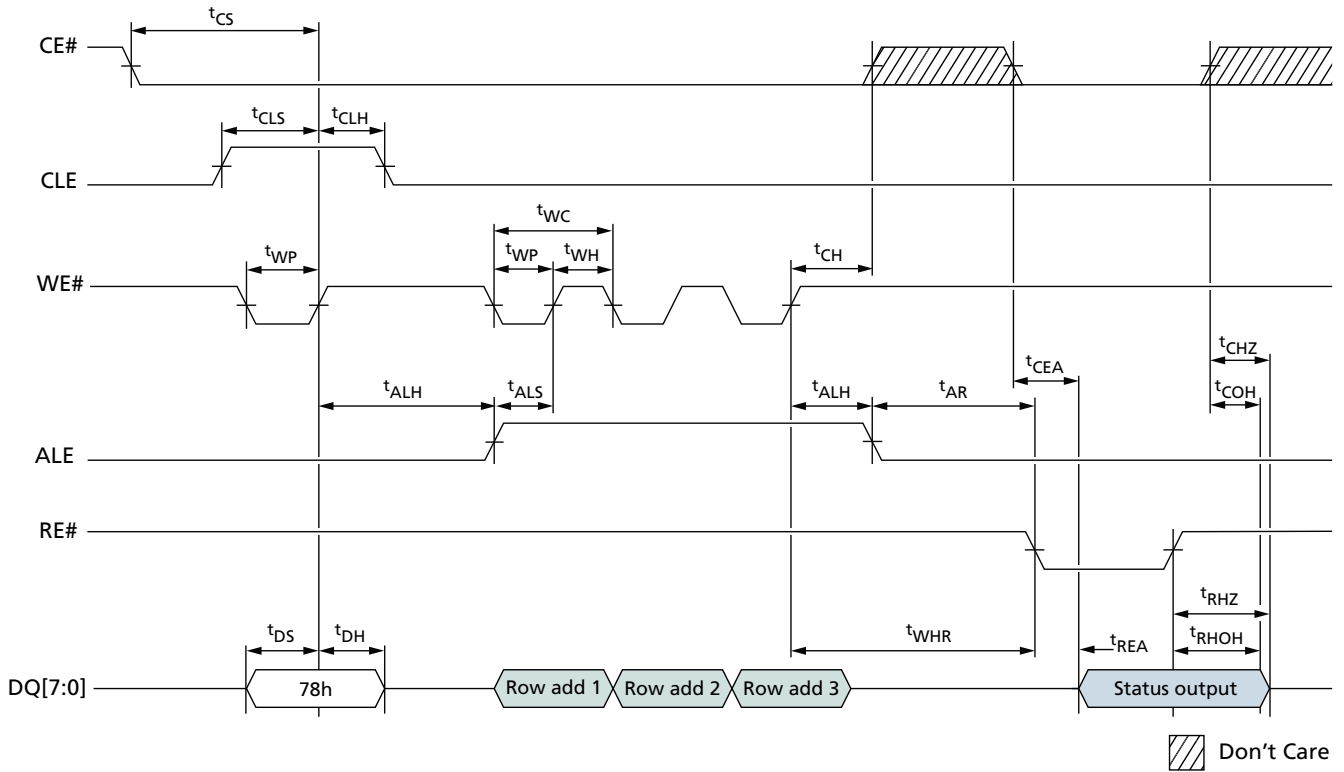 tCS
CE#
tCLS tCLH
CLE
tWC
tWP tWP tWH tCH
WE#
tCHZ
tCEA
tALH tALS tALH tAR tCOH
ALE
RE#
tRHZ
tDS tDH tWHR tREA tRHOH
DQ[7:0] 78h Row add 1 Row add 2 Row add 3 Status output
Don't Care